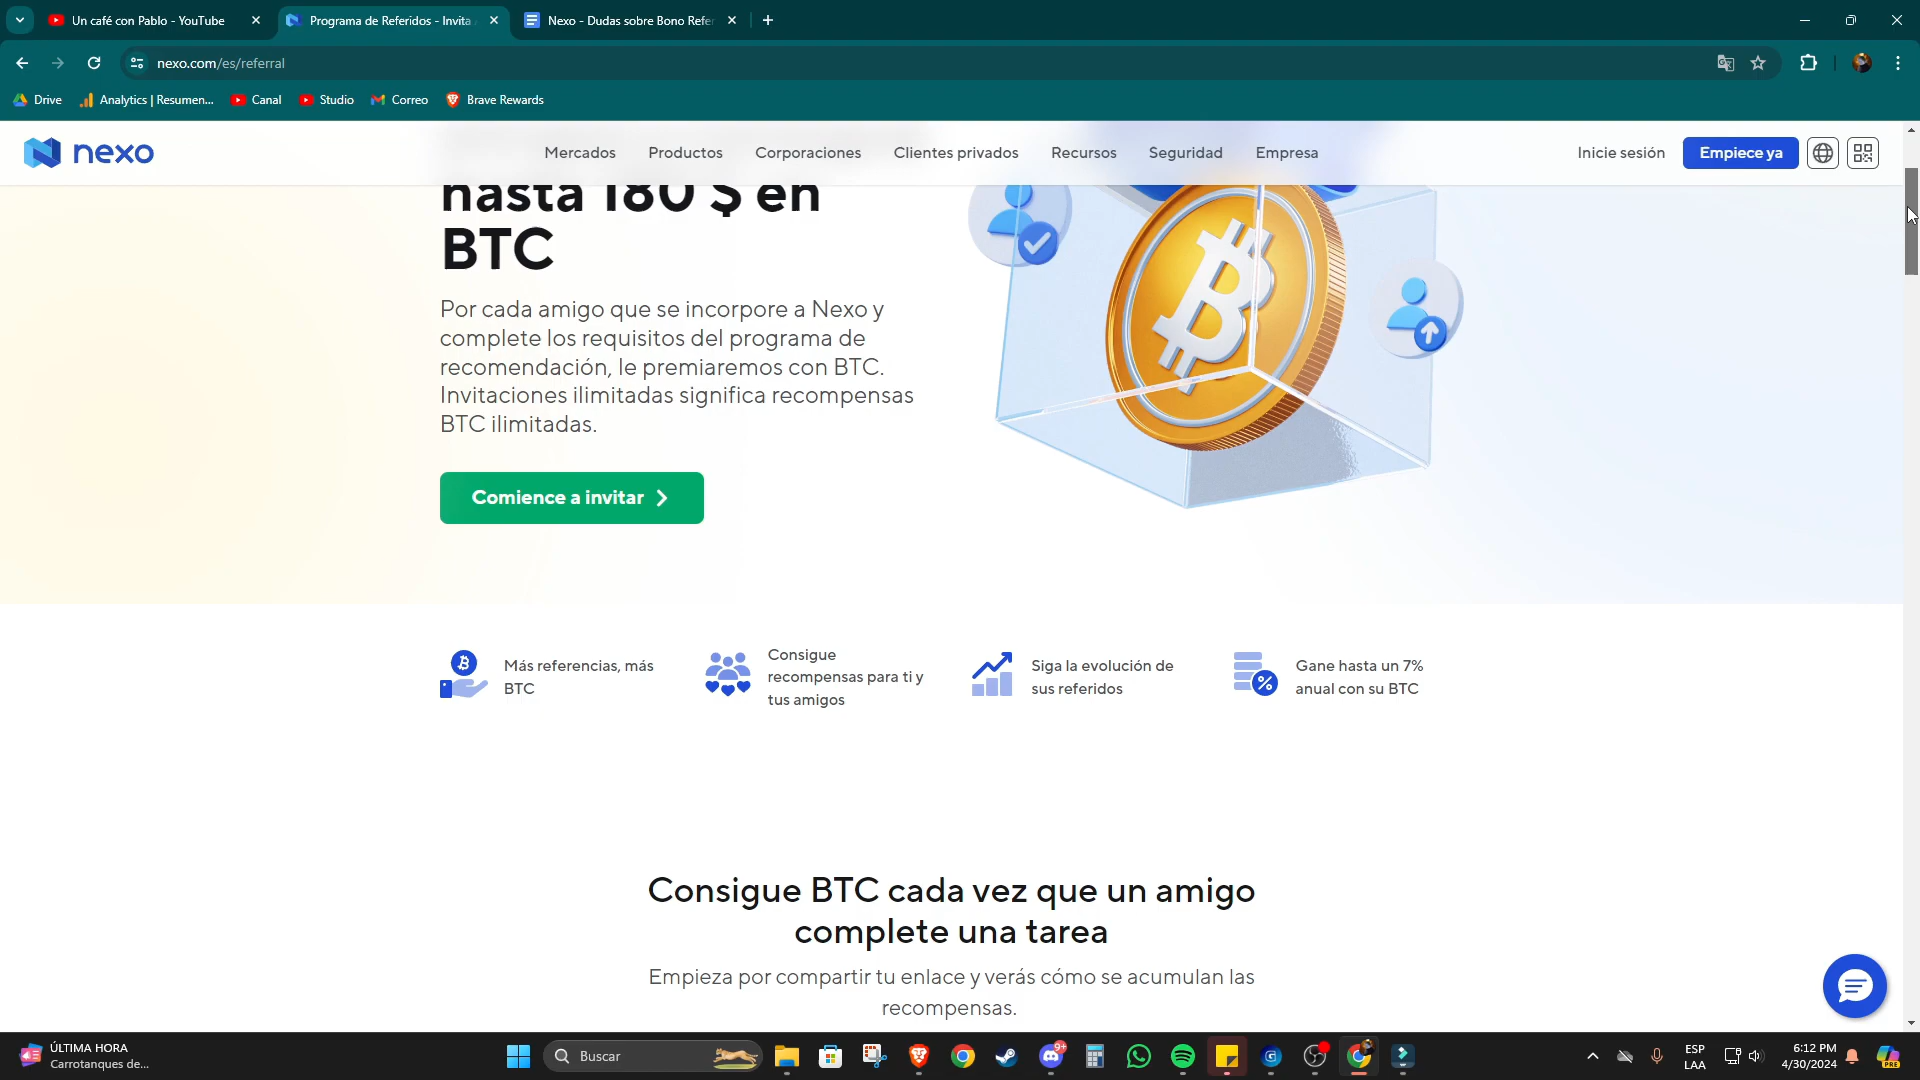 Un café con Pablo - YouTube
Programa de Referidos - Invita
Nexo - Dudas sobre Bono Refer
nexo.com/es/referral
Drive
Analytics | Resumen...
Canal
Studio
Correo
Brave Rewards
nexo
Mercados
Productos
Corporaciones
Clientes privados
Recursos
Seguridad
Empresa
Inicie sesión
Empiece ya
hasta 180 $ en
BTC
Por cada amigo que se incorpore a Nexo y
complete los requisitos del programa de
recomendación, le premiaremos con BTC.
Invitaciones ilimitadas significa recompensas
BTC ilimitadas.
Comience a invitar
Más referencias, más
BTC
Consigue
recompensas para ti y
tus amigos
Siga la evolución de
sus referidos
Gane hasta un 7%
anual con su BTC
Consigue BTC cada vez que un amigo
complete una tarea
Empieza por compartir tu enlace y verás cómo se acumulan las
recompensas.
ÚLTIMA HORA
Carrotanques de...
Buscar
9+
ESP
LAA
6:12 PM
4/30/2024
PRE